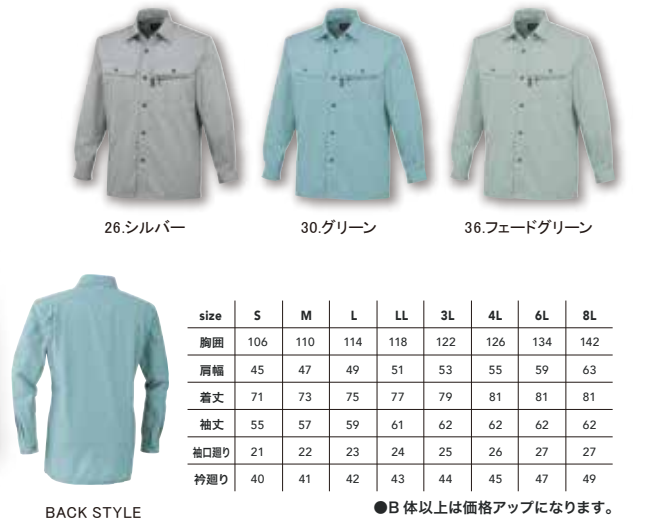 26.シルバー 30.グリーン 36.フェードグリーン
size S M L LL 3L 4L 6L 8L
胸囲 106 110 114 118 122 126 134 142
肩幅 45 47 49 51 53 55 59 63
着丈 71 73 75 77 79 81 81 81
袖丈 55 57 59 61 62 62 62 62
袖口廻り 21 22 23 24 25 26 27 27
衿廻り 40 41 42 43 44 45 47 49
BACK STYLE
●B 体以上は価格アップになります。